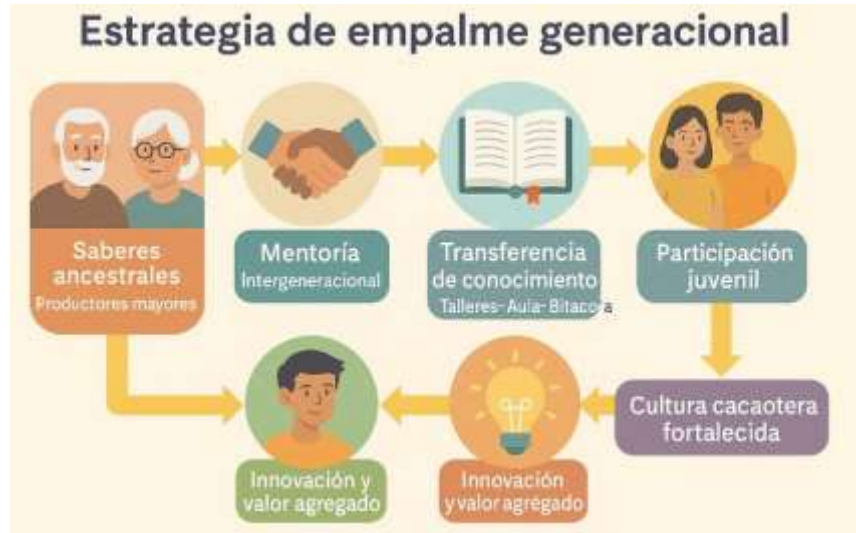 Estrategia de empalme generacional
Saberes
ancestrales
Productores mayores
Mentoría
Intergeneracional
Transferencia
de conocimiento
Talleres- Aula- Bitacora
Participación
juvenil
Cultura cacaotera
fortalecida
Innovación
y valor agregado
Innovación y
valor agregado